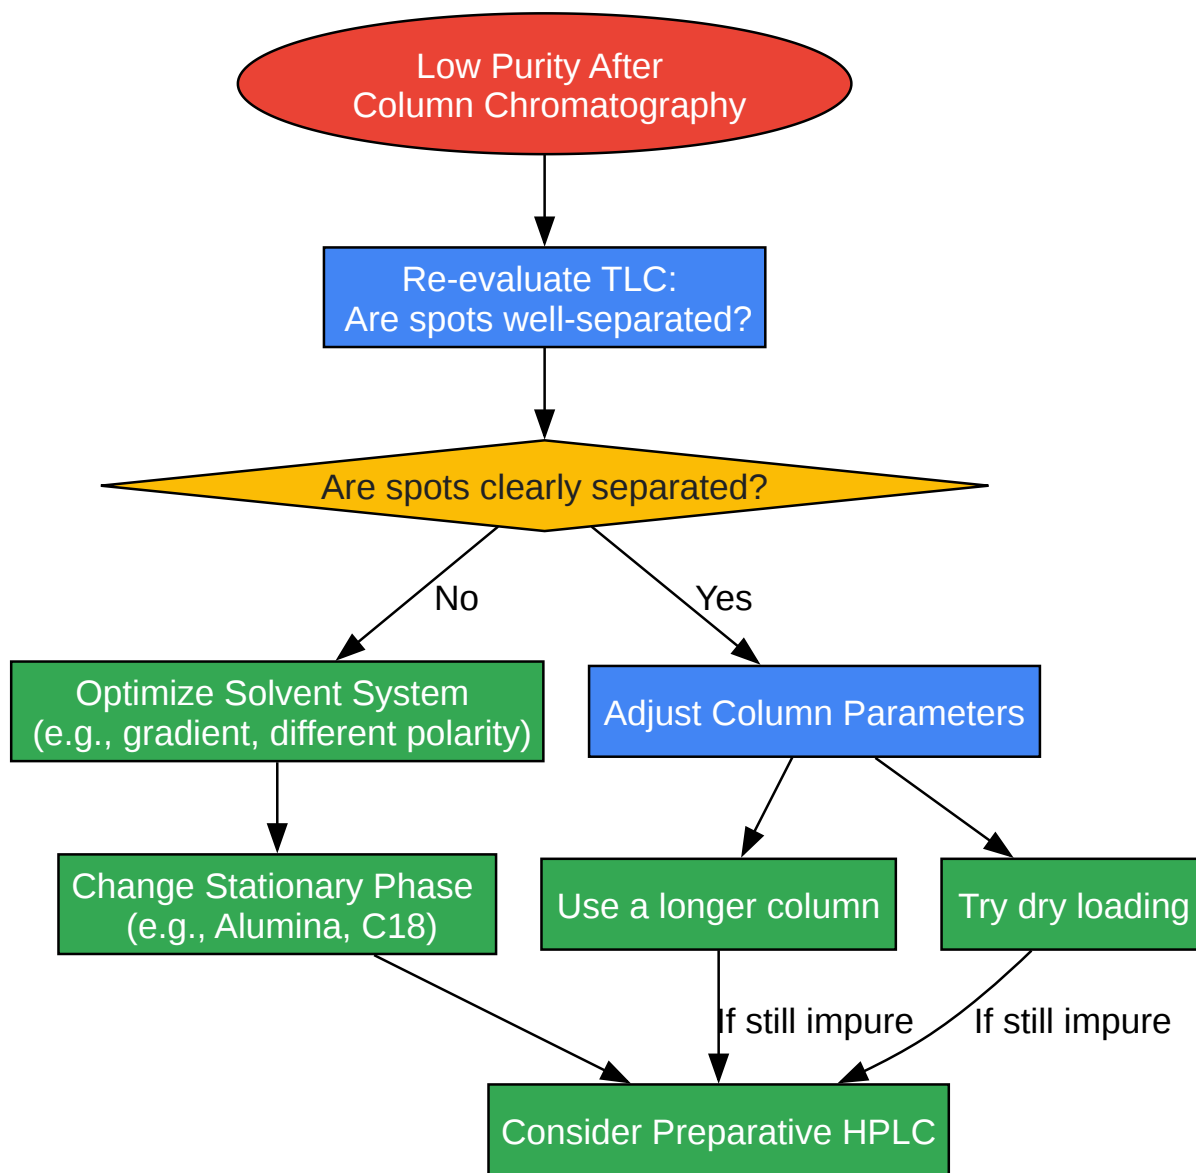 Low Purity After
Column Chromatography
Re-evaluate TLC:
Are spots well-separated?
Are spots clearly separated?
No
Yes
Optimize Solvent System
(e.g., gradient, different polarity)
Adjust Column Parameters
Change Stationary Phase
(e.g., Alumina, C18)
Use a longer column
Try dry loading
If still impure
If still impure
Consider Preparative HPLC